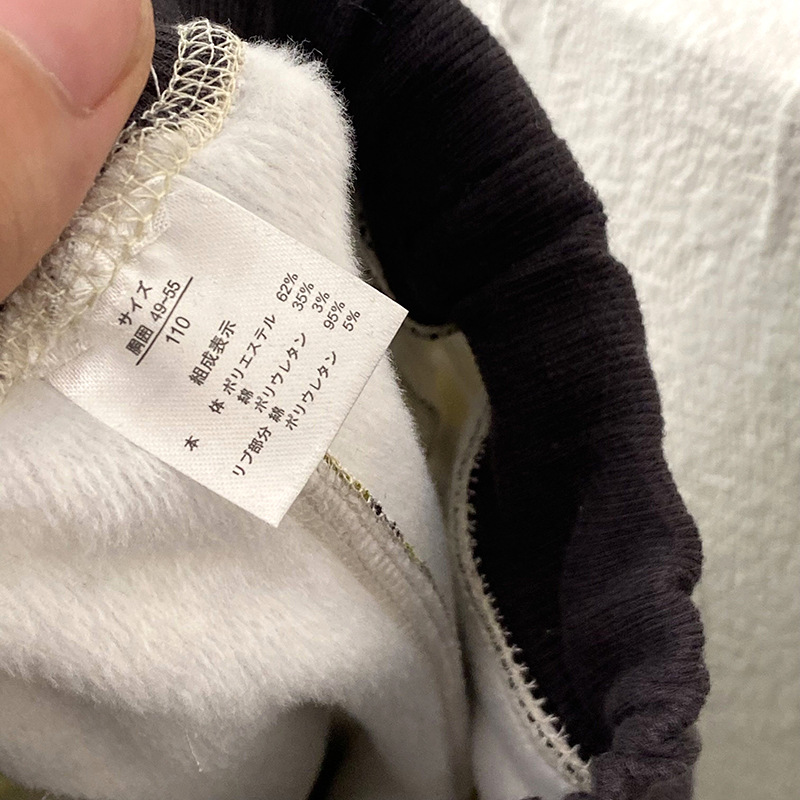 サイズ
胴囲 49~55
110
組成表示
本 体 ポリエステル 62%
綿 35%
ポリウレタン 3%
リブ部分 綿 95%
ポリウレタン 5%